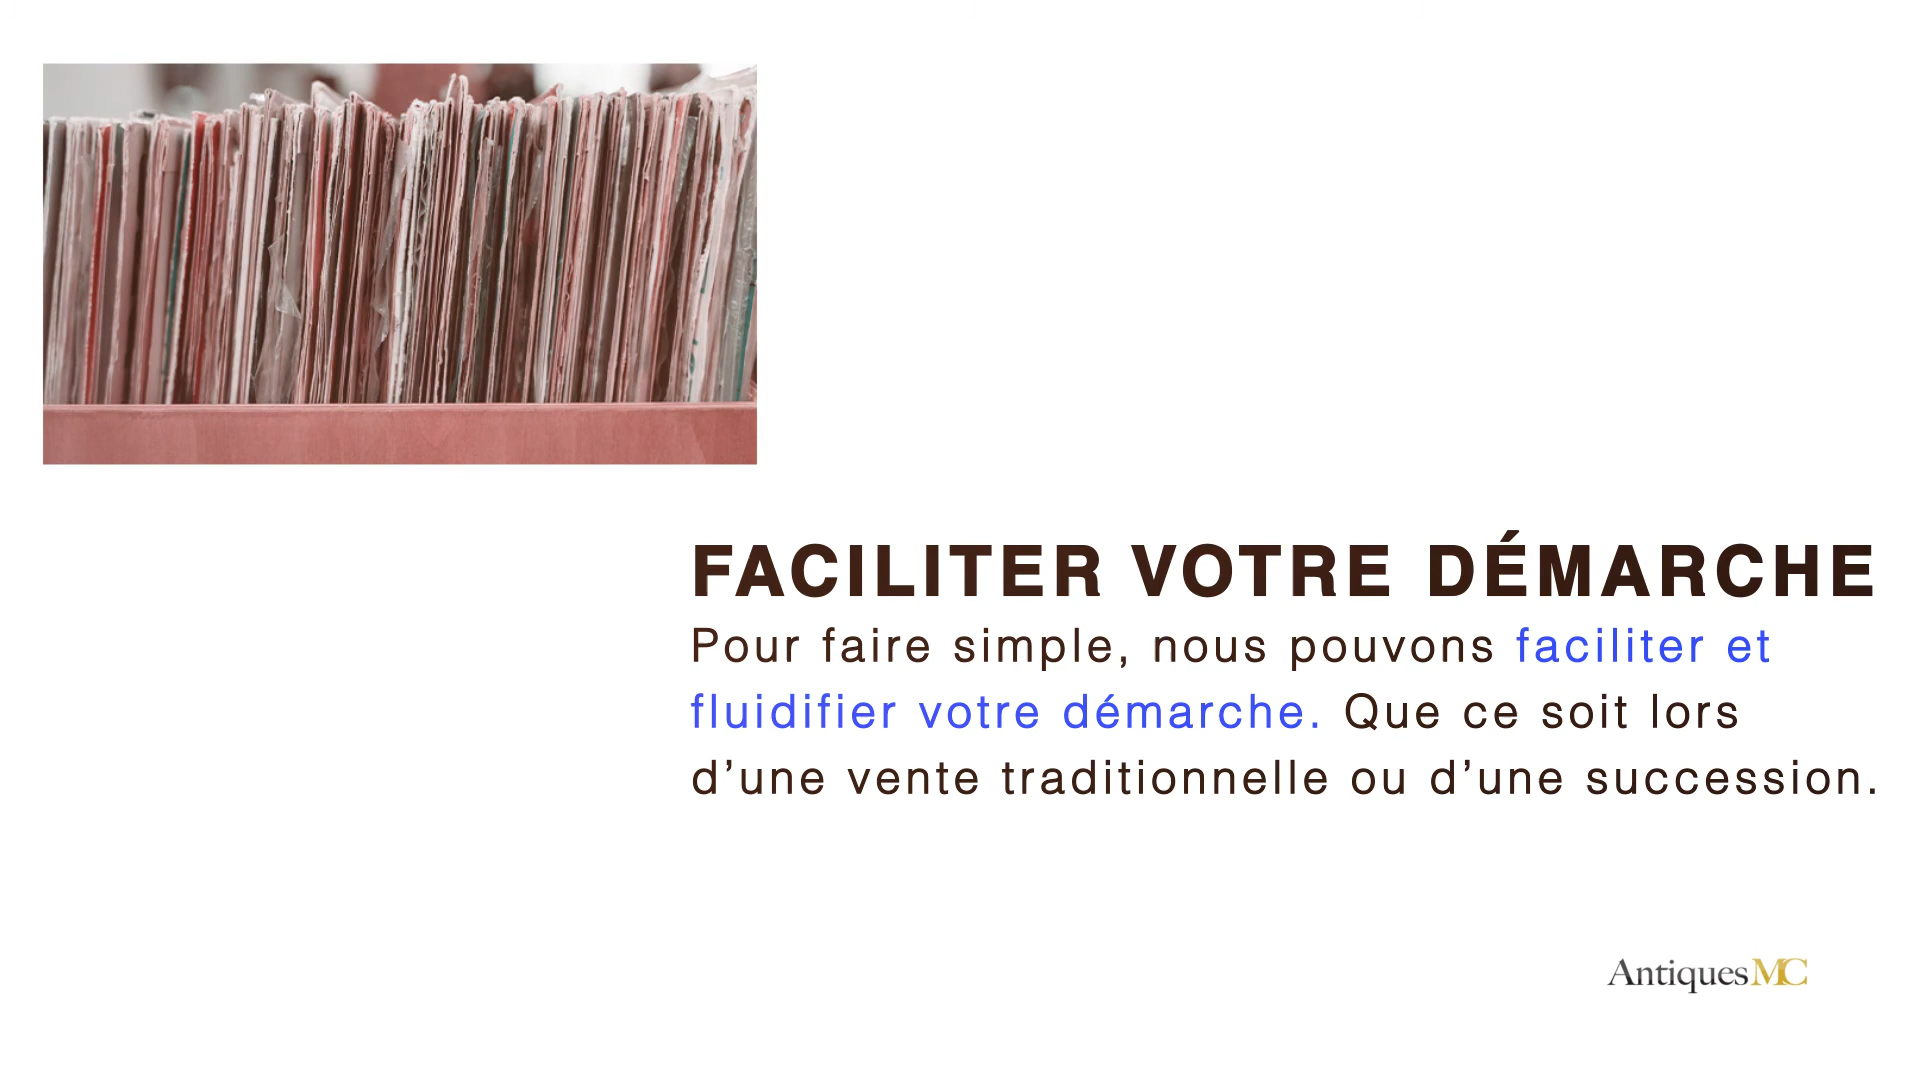 FACILITER VOTRE DÉMARCHE
Pour faire simple, nous pouvons faciliter et
fluidifier votre démarche. Que ce soit lors
d’une vente traditionnelle ou d’une succession.
AntiquesMC